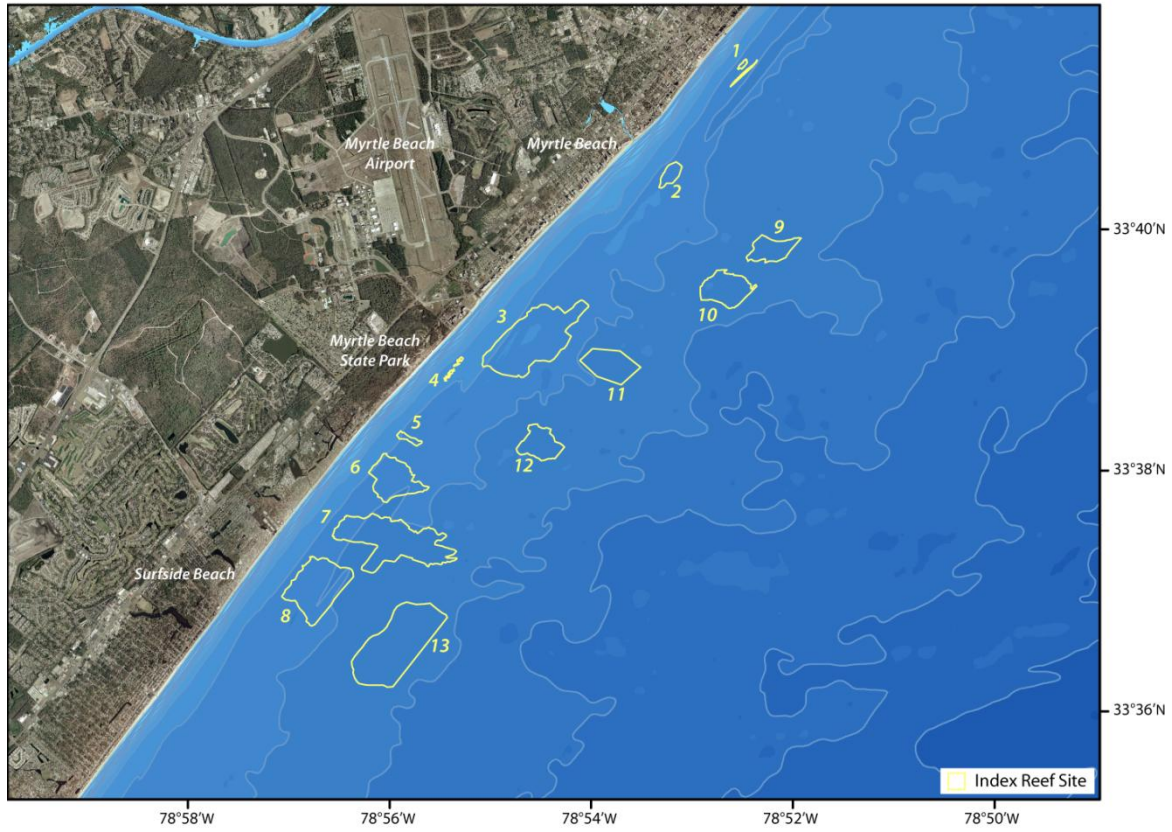 1
Myrtle Beach
Airport
Myrtle Beach
2
9
33°40'N
10
3
Myrtle Beach
State Park
4
11
5
12
6
33°38'N
7
Surfside Beach
8
13
33°36'N
Index Reef Site
78°58'W
78°56'W
78°54'W
78°52'W
78°50'W